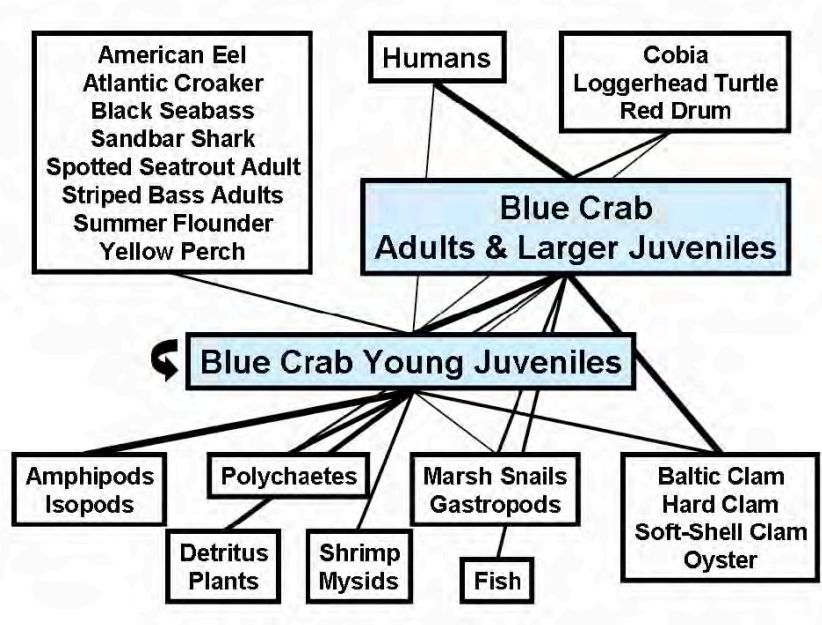 American Eel
Atlantic Croaker
Black Seabass
Sandbar Shark
Spotted Seatrout Adult
Striped Bass Adults
Summer Flounder
Yellow Perch
Humans
Cobia
Loggerhead Turtle
Red Drum
Blue Crab
Adults & Larger Juveniles
Blue Crab Young Juveniles
Amphipods
Isopods
Polychaetes
Marsh Snails
Gastropods
Baltic Clam
Hard Clam
Soft-Shell Clam
Oyster
Detritus
Plants
Shrimp
Mysids
Fish